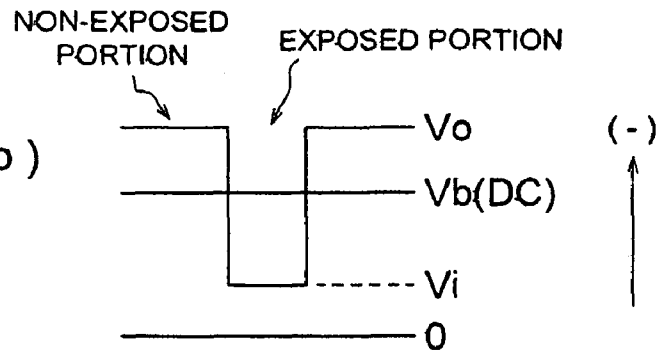 NON-EXPOSED
PORTION
EXPOSED PORTION
Vo
(-)
b)
Vb(DC)
Vi
0